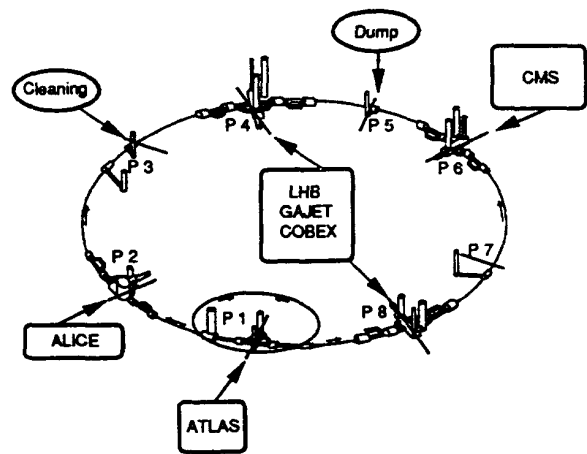 Dump
CMS
Cleaning
P 4
P 5
P 3
P 6
LHB
GAJET
COBEX
P 2
P 7
P 1
P 8
ALICE
ATLAS